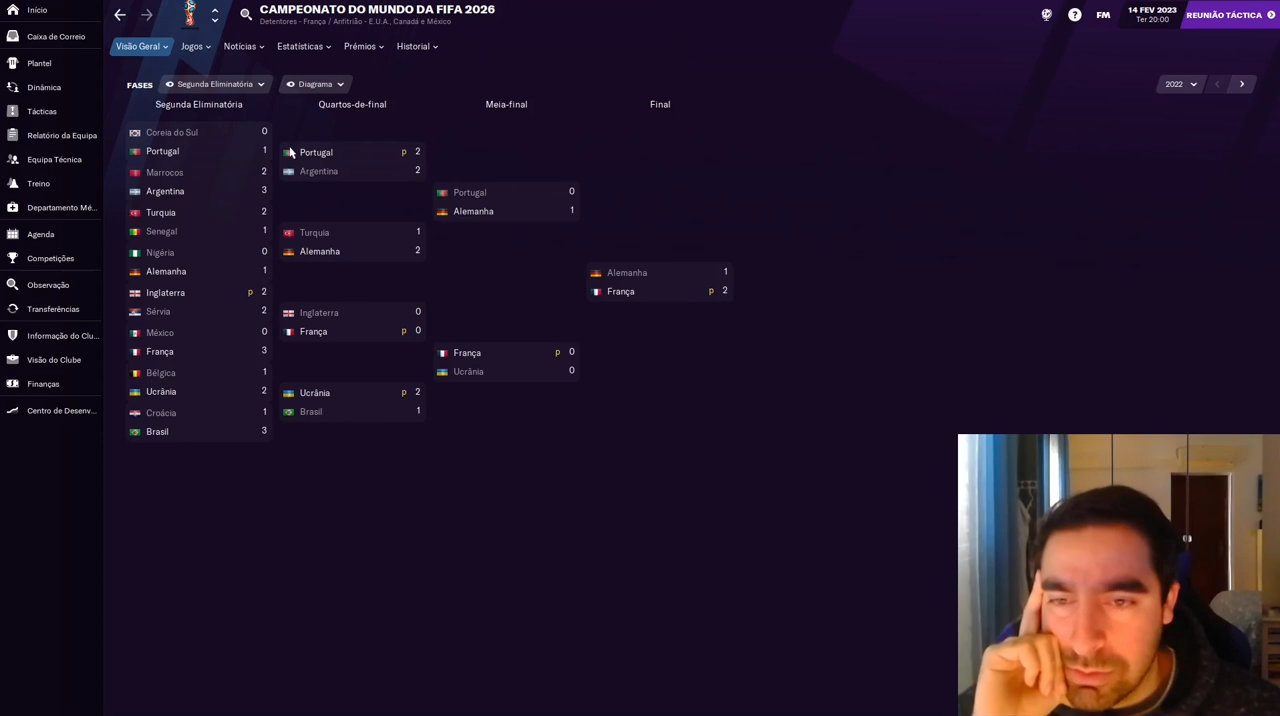 Início
Caixa de Correio
Plantel
Dinâmica
Tácticas
Relatório da Equipa
Equipa Técnica
Treino
Departamento Mé...
Agenda
Competições
Observação
Transferências
Informação do Clu...
Visão do Clube
Finanças
Centro de Desenv...
CAMPEONATO DO MUNDO DA FIFA 2026
Detentores - França / Anfitrião - E.U.A., Canadá e México
FM
14 FEV 2023
Ter 20:00
REUNIÃO TÁCTICA
Visão Geral
Jogos
Notícias
Estatísticas
Prémios
Historial
FASES
Segunda Eliminatória
Diagrama
2022
Segunda Eliminatória
Coreia do Sul 0
Portugal 1
Marrocos 2
Argentina 3
Turquia 2
Senegal 1
Nigéria 0
Alemanha 1
Inglaterra p 2
Sérvia 2
México 0
França 3
Bélgica 1
Ucrânia 2
Croácia 1
Brasil 3
Quartos-de-final
Portugal p 2
Argentina 2
Turquia 1
Alemanha 2
Inglaterra 0
França p 0
Ucrânia p 2
Brasil 1
Meia-final
Portugal 0
Alemanha 1
França p 0
Ucrânia 0
Final
Alemanha 1
França p 2